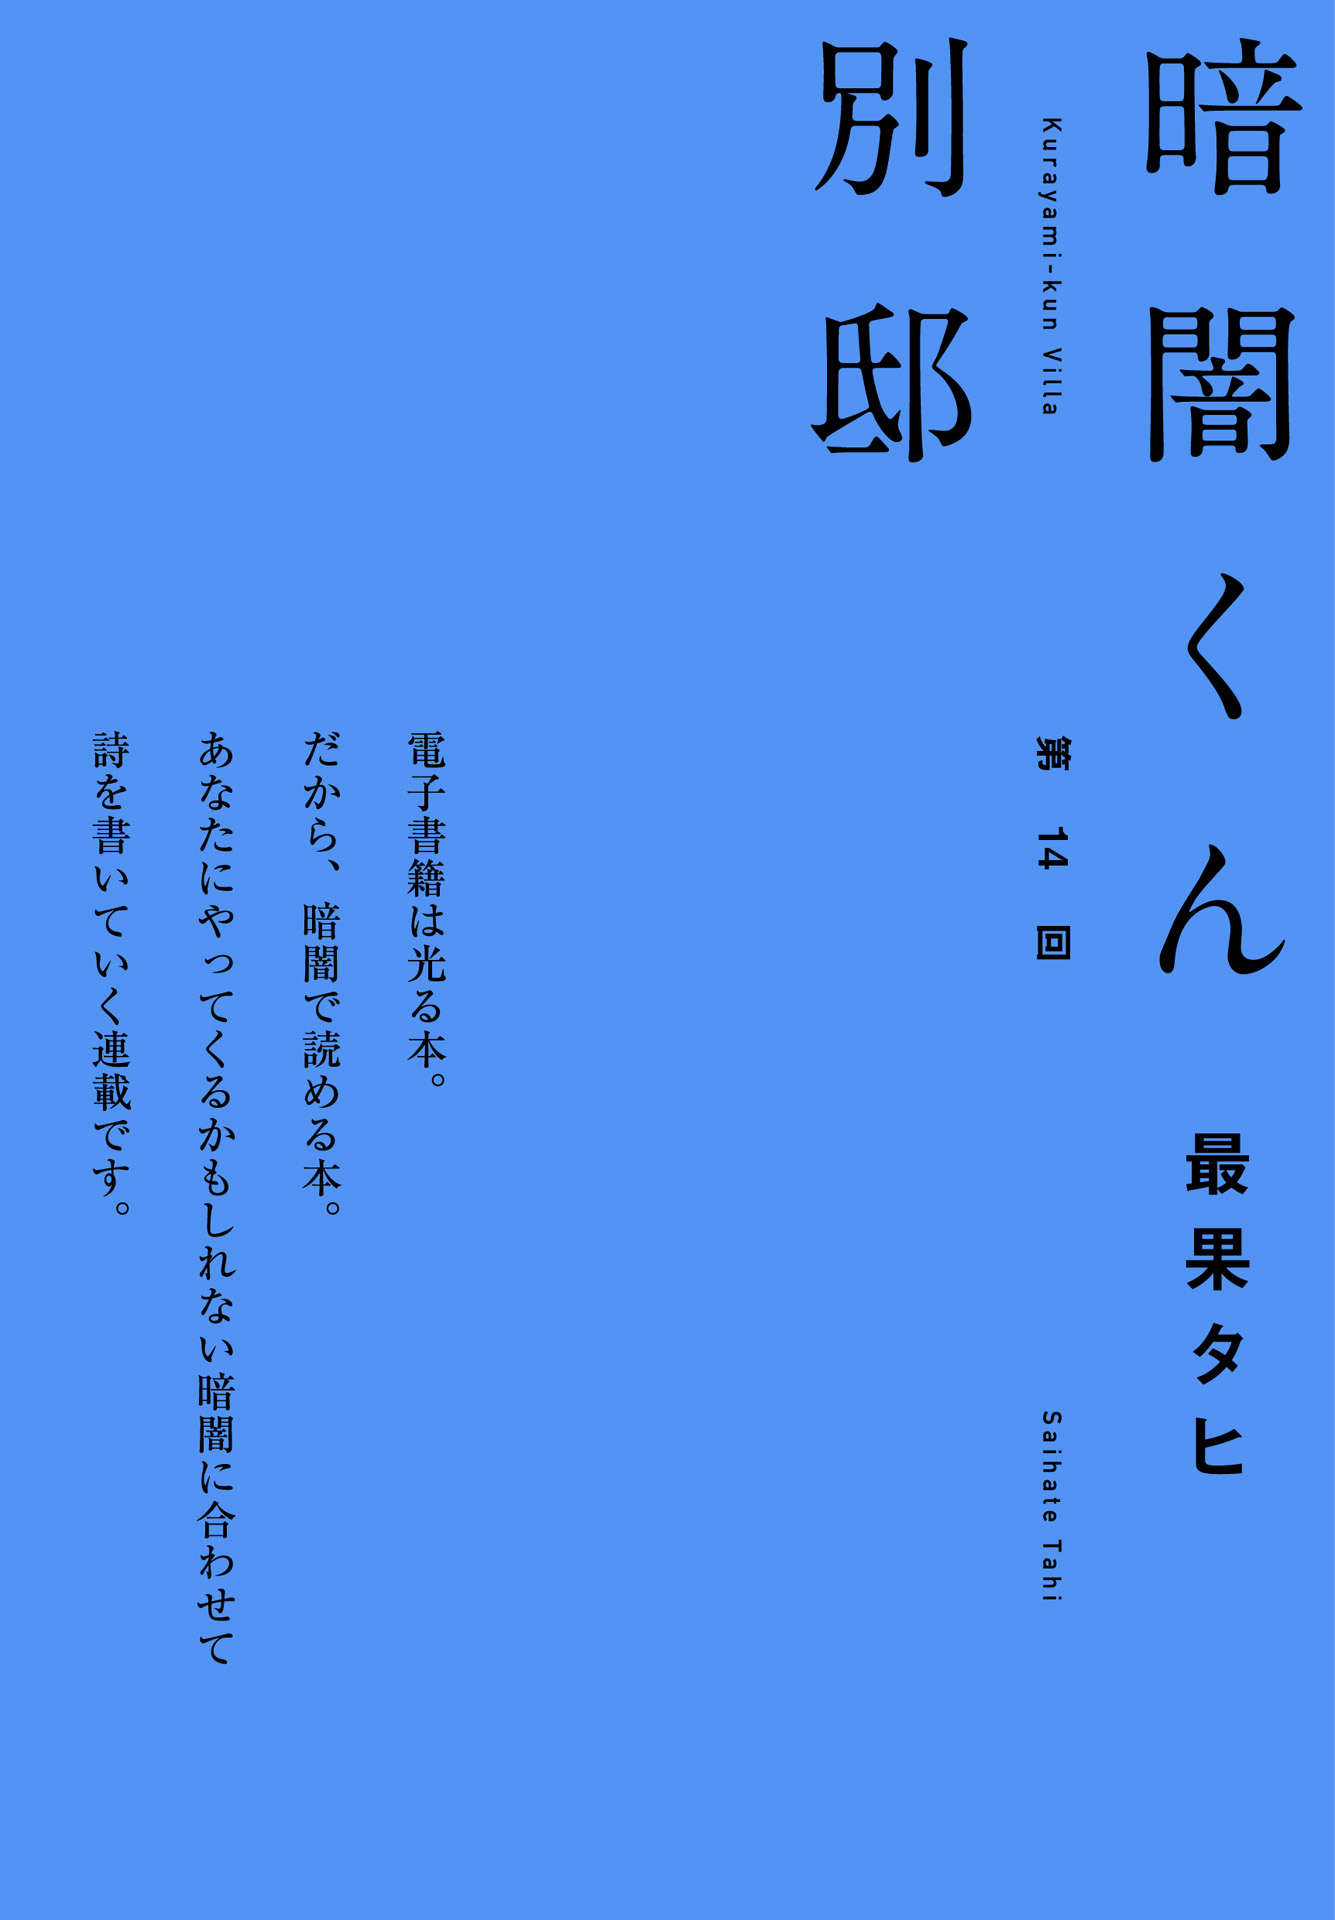 暗闇くん
最果タヒ
Kurayami-kun Villa
第14回
Saihate Tahi
別邸
電子書籍は光る本。
だから、暗闇で読める本。
あなたにやってくるかもしれない暗闇に合わせて
詩を書いていく連載です。